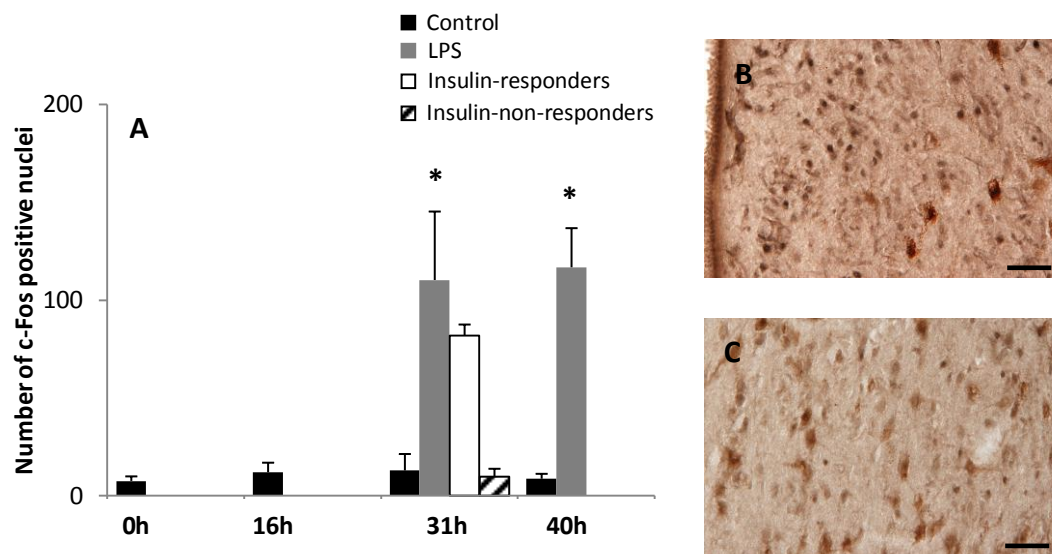 Control
LPS
Insulin-responders
Insulin-non-responders
Number of c-Fos positive nuclei
200
100
0
A
*
*
0h
16h
31h
40h
B
C